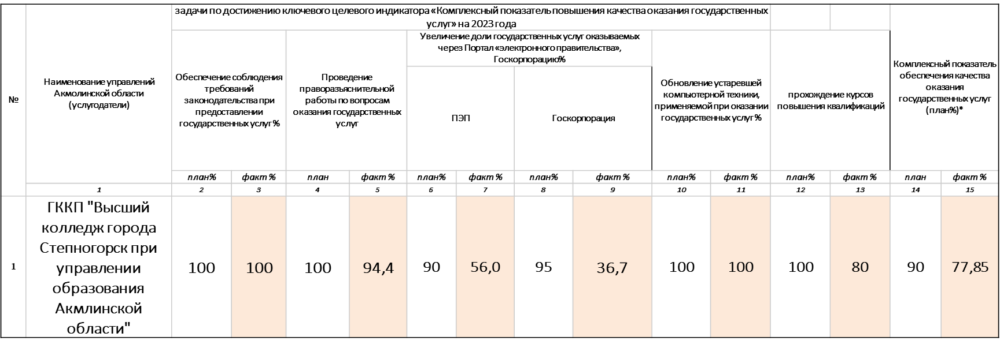 задачи по достижению ключевого целевого индикатора «Комплексный показатель повышения качества оказания государственных
услуг» на 2023 года
№
Наименование управлений
Акмолинской области
(услугодатели)
Обеспечение соблюдения
требований
законодательства при
предоставлении
государственных услуг %
Проведение
праворазъяснительной
работы по вопросам
оказания государственных
услуг
Увеличение доли государственных услуг оказываемых
через Портал «электронного правительства»,
Госкорпорацию%
ПЭП
Госкорпорация
Обновление устаревшей
компьютерной техники,
применяемой при оказании
государственных услуг %
прохождение курсов
повышения квалификаций
Комплексный показатель
обеспечения качества
оказания
государственных услуг
(план%)*
план% факт % план факт % план% факт % план% факт % план% факт % план% факт % план факт %
1 2 3 4 5 6 7 8 9 10 11 12 13 14 15
1
ГККП "Высший
колледж города
Степногорск при
управлении
образования
Акмлинской
области"
100 100 100 94,4 90 56,0 95 36,7 100 100 100 80 90 77,85